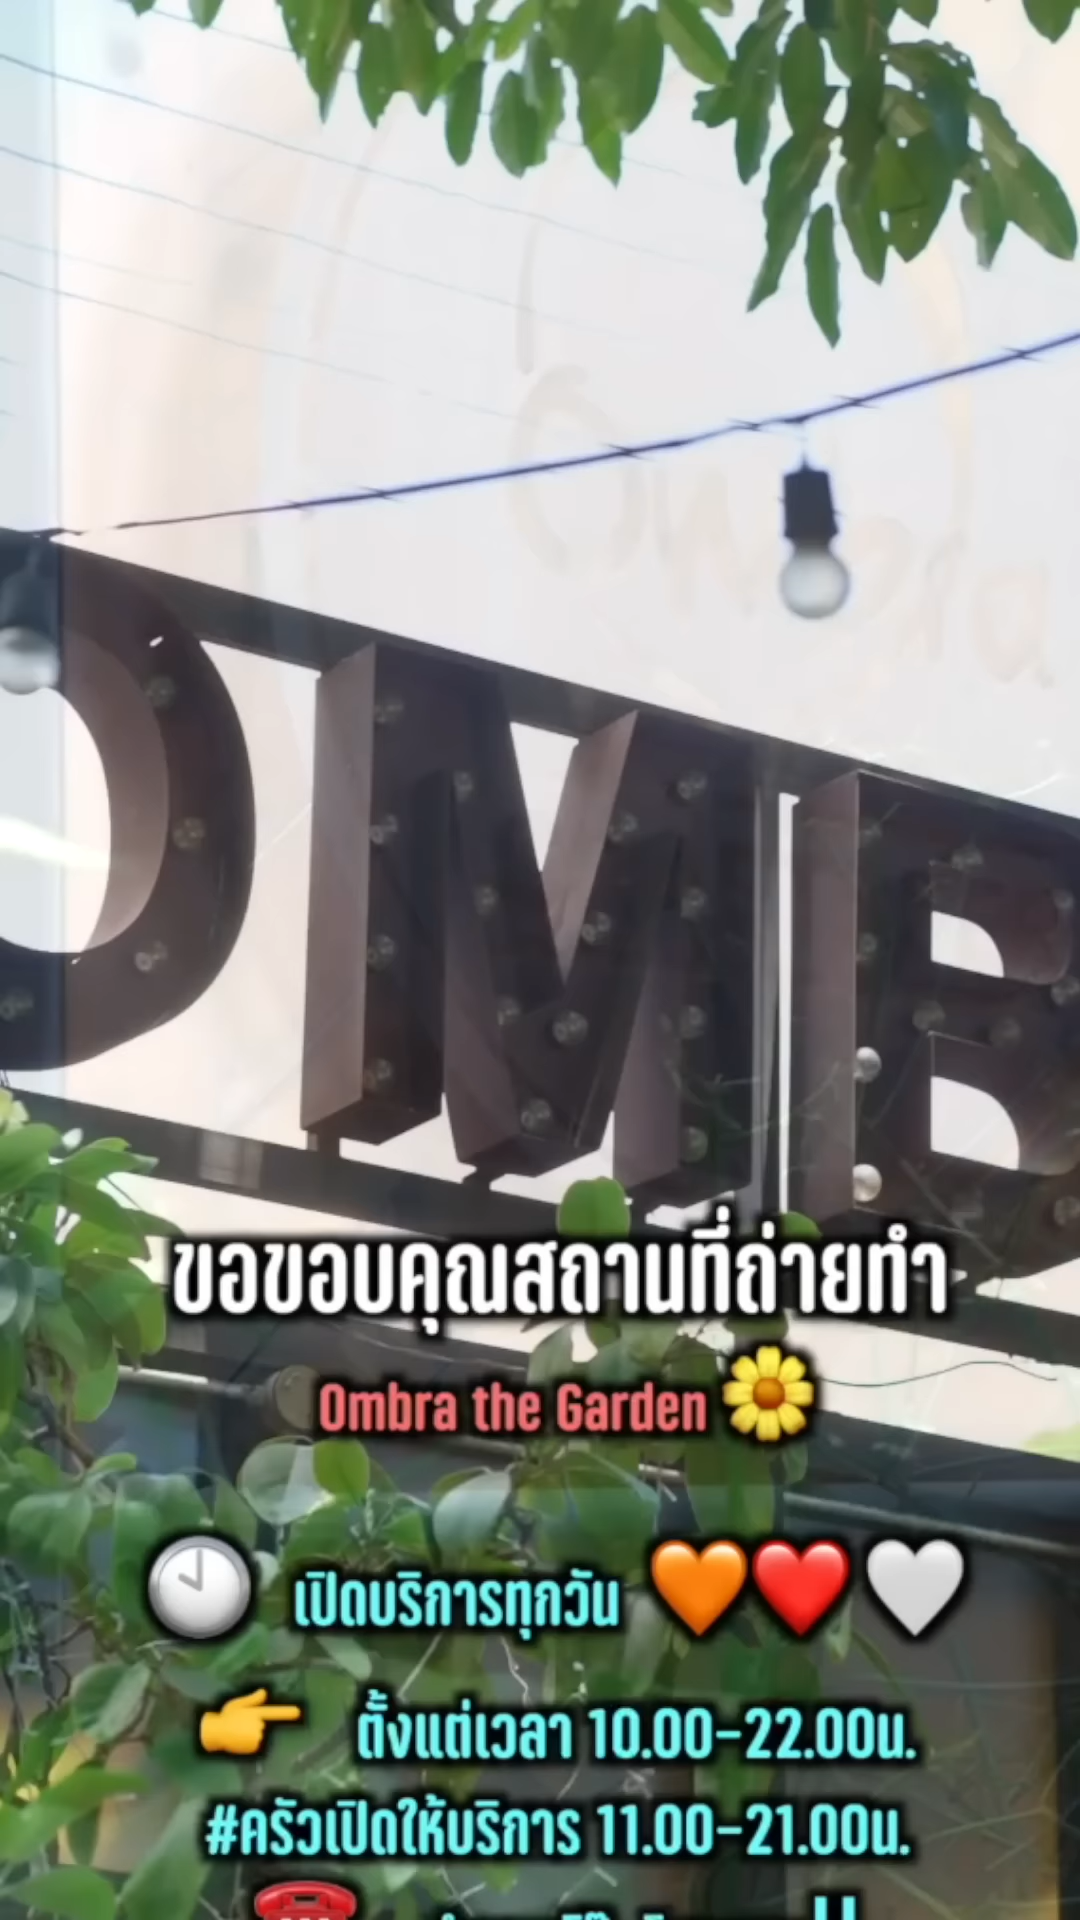 Ombra
OMB
ขอขอบคุณสถานที่ถ่ายทำ
Ombra the Garden
เปิดบริการทุกวัน
ตั้งแต่เวลา 10.00-22.00น.
#ครัวเปิดให้บริการ 11.00-21.00น.